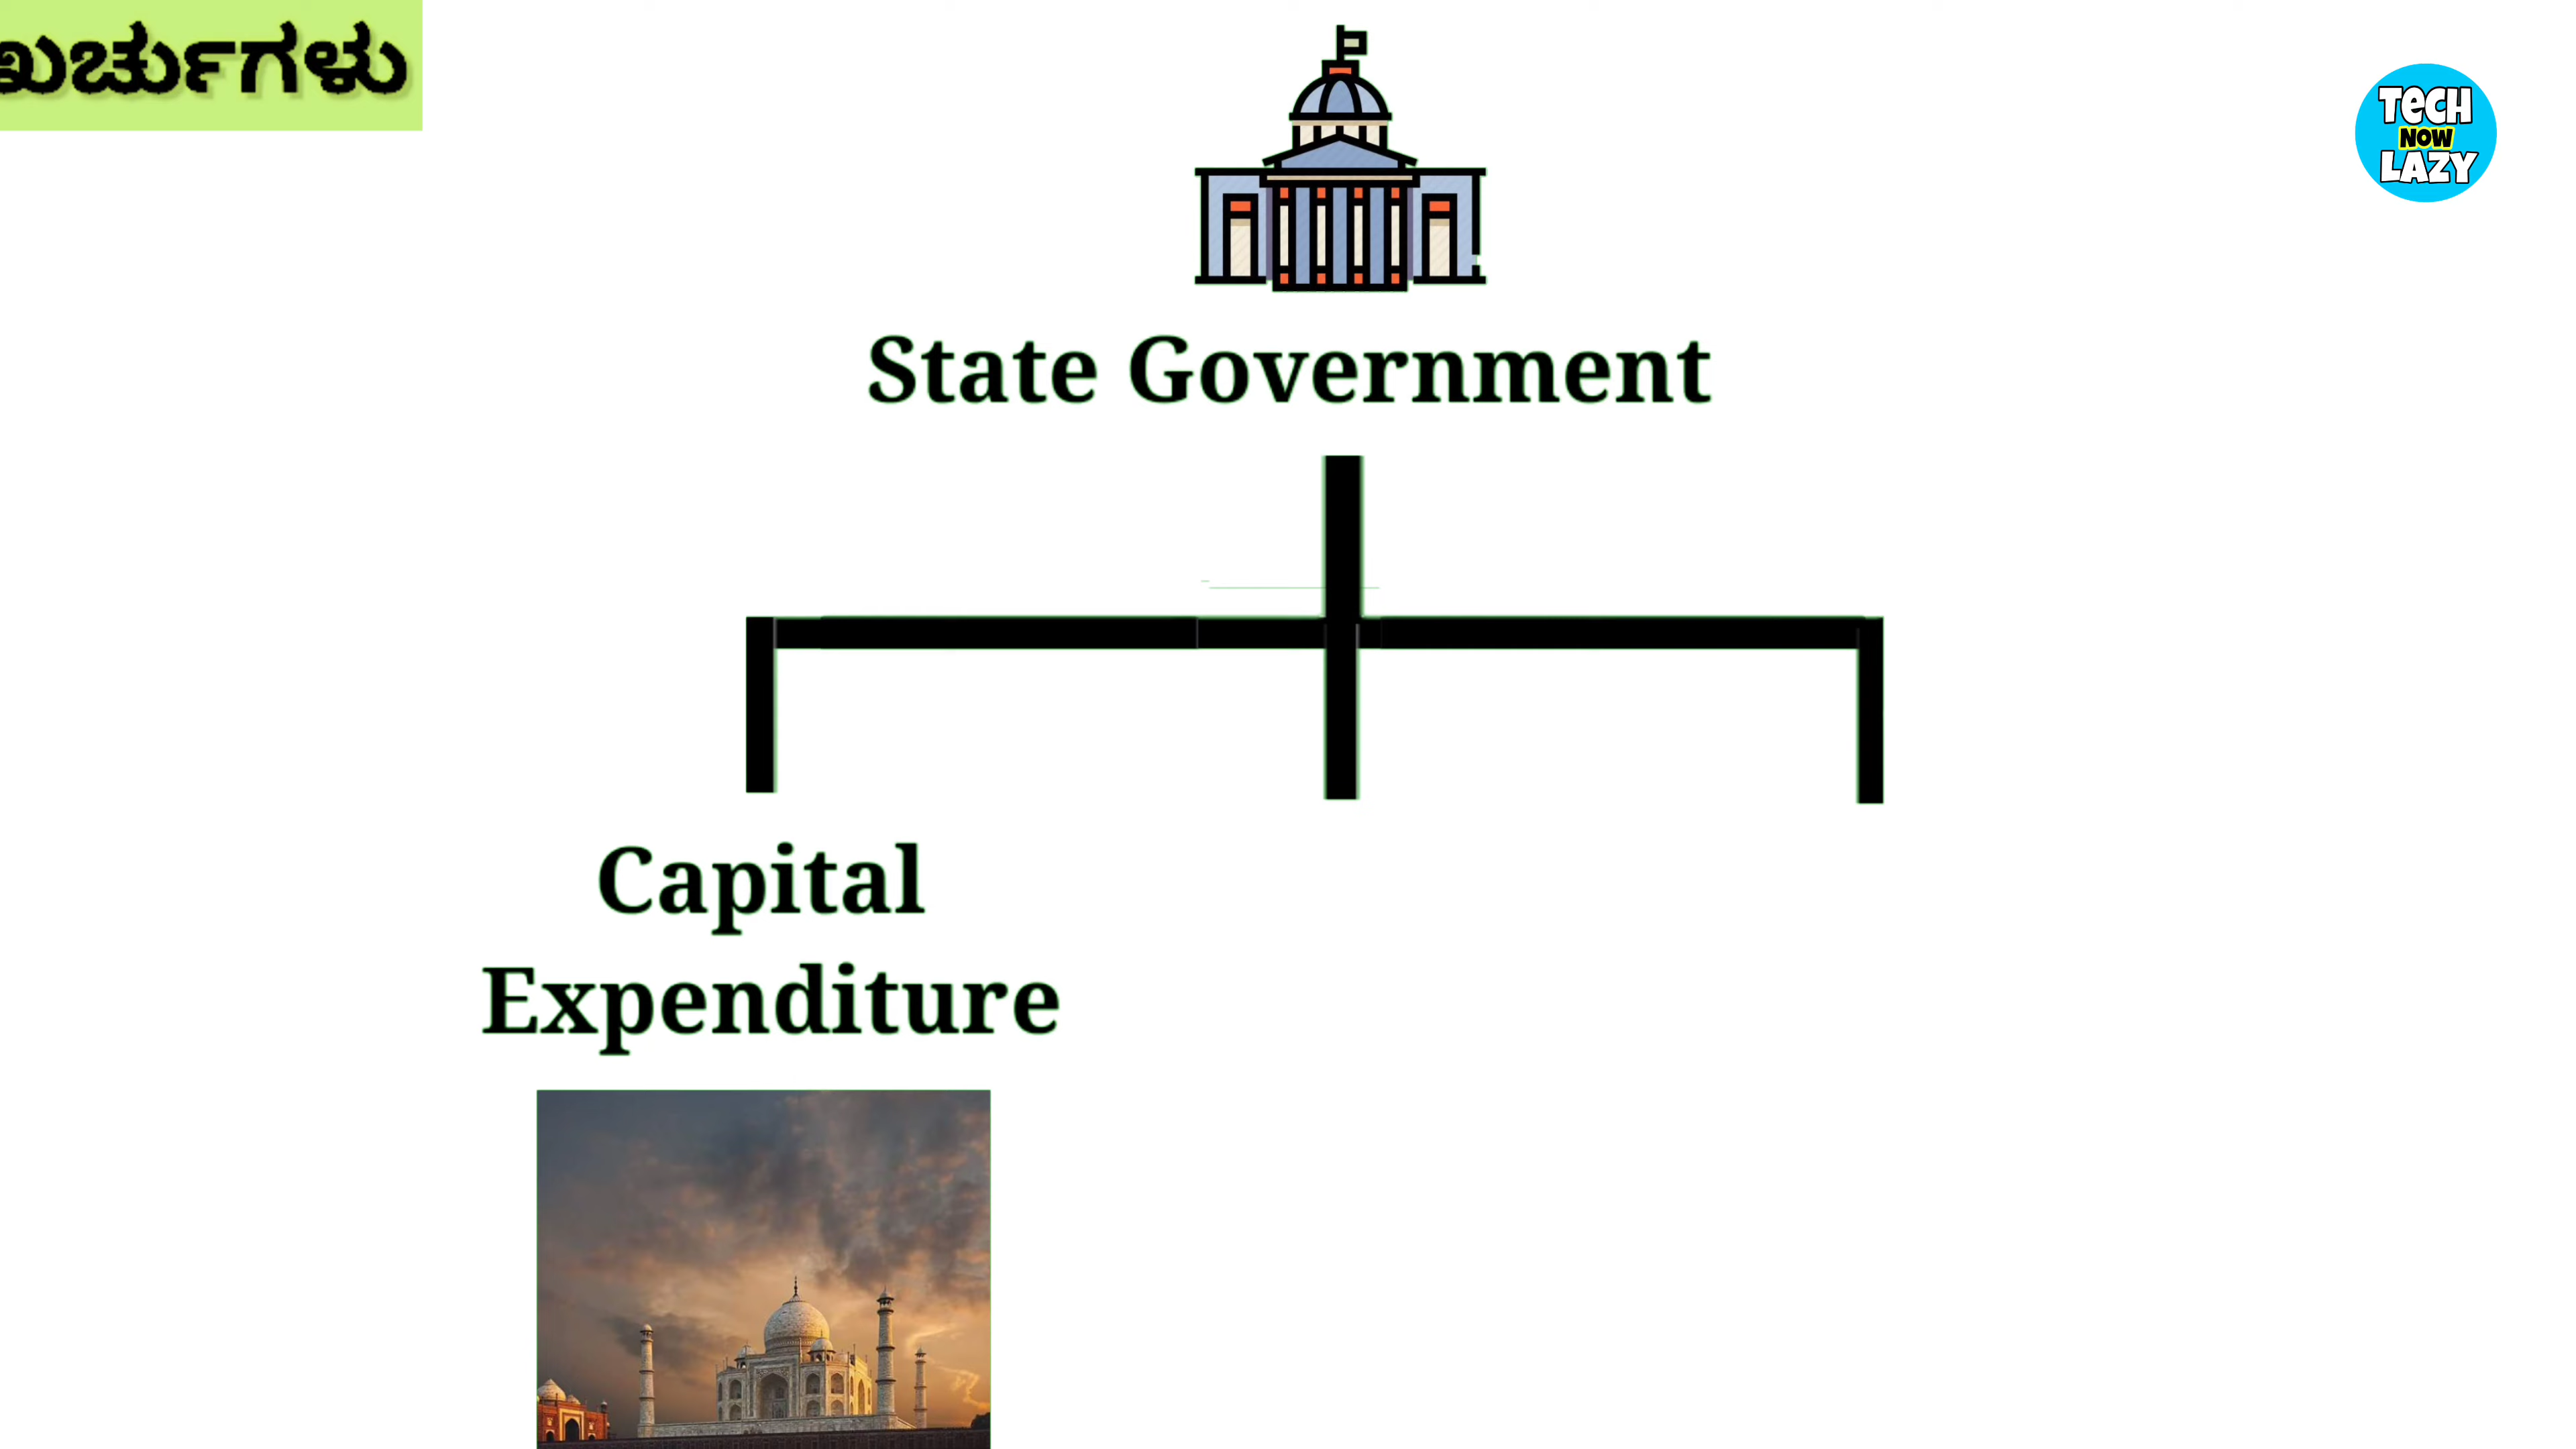 ಖರ್ಚುಗಳು
TECH
NOW
LAZY
State Government
Capital
Expenditure